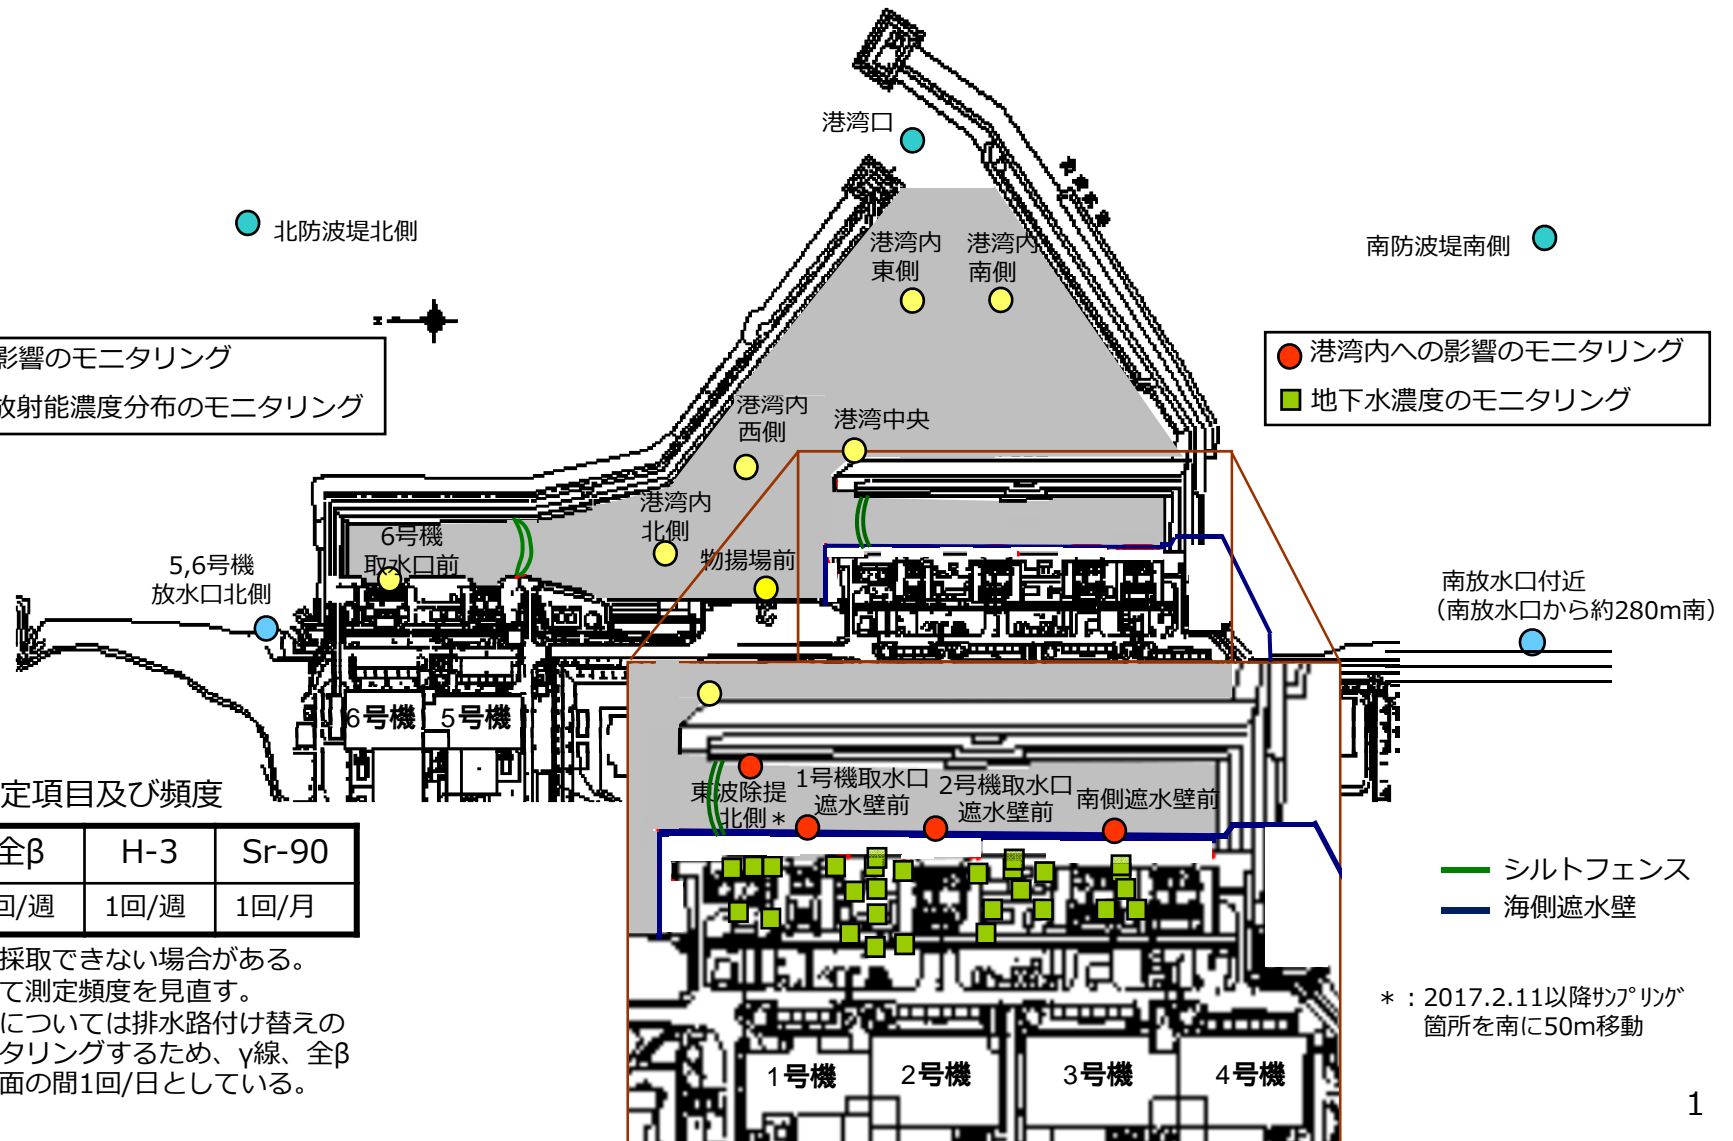 港湾口
北防波堤北側
南防波堤南側
港湾内
東側
港湾内
南側
影響のモニタリング
放射能濃度分布のモニタリング
港湾内への影響のモニタリング
地下水濃度のモニタリング
港湾内
西側
港湾中央
港湾内
北側
6号機
取水口前
物揚場前
5,6号機
放水口北側
南放水口付近
（南放水口から約280m南）
6号機
5号機
東波除堤
北側＊
1号機取水口
遮水壁前
2号機取水口
遮水壁前
南側遮水壁前
定項目及び頻度
全β H-3 Sr-90
回/週 1回/週 1回/月
採取できない場合がある。
て測定頻度を見直す。
については排水路付け替えの
タリングするため、γ線、全β
面の間1回/日としている。
シルトフェンス
海側遮水壁
＊：2017.2.11以降ｻﾝﾌﾟﾘﾝｸﾞ
箇所を南に50m移動
1号機
2号機
3号機
4号機
1